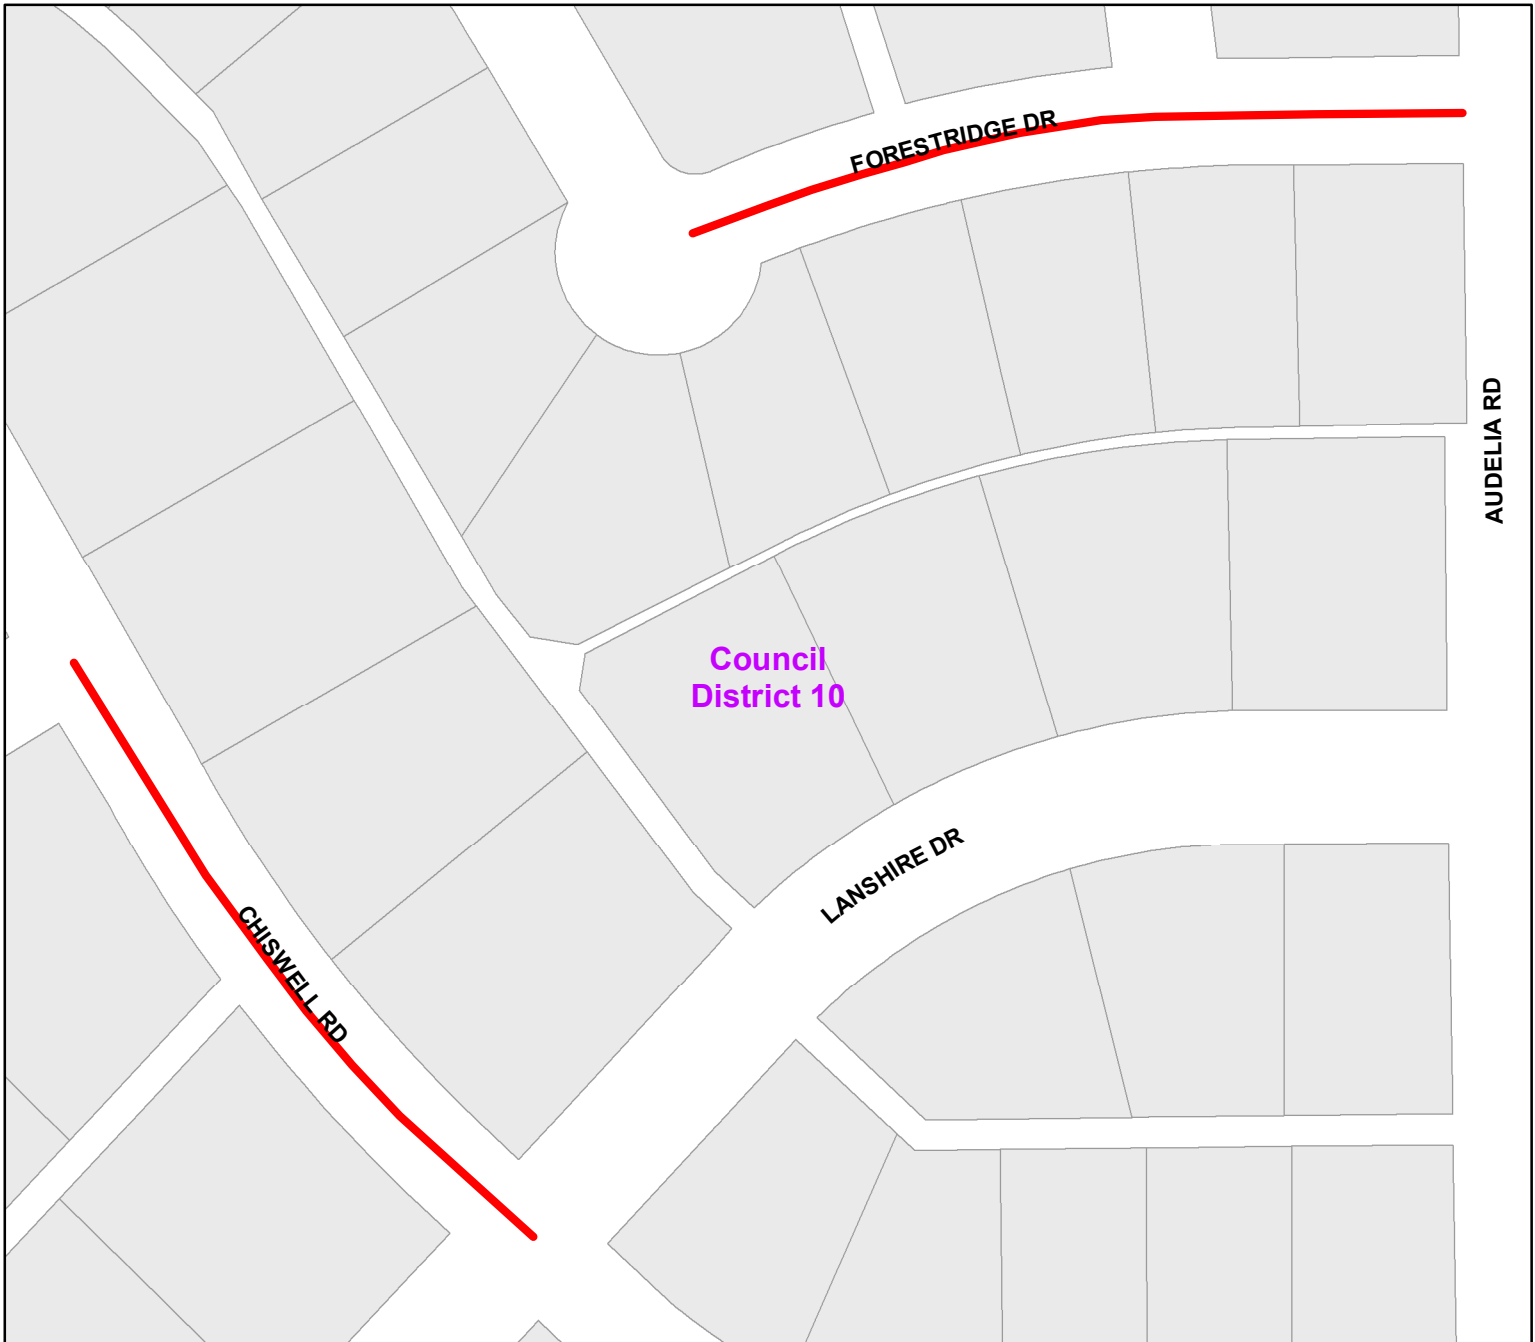 FORESTRIDGE DR
AUDELIA RD
Council
District 10
LANSHIRE DR
CHISWELL RD